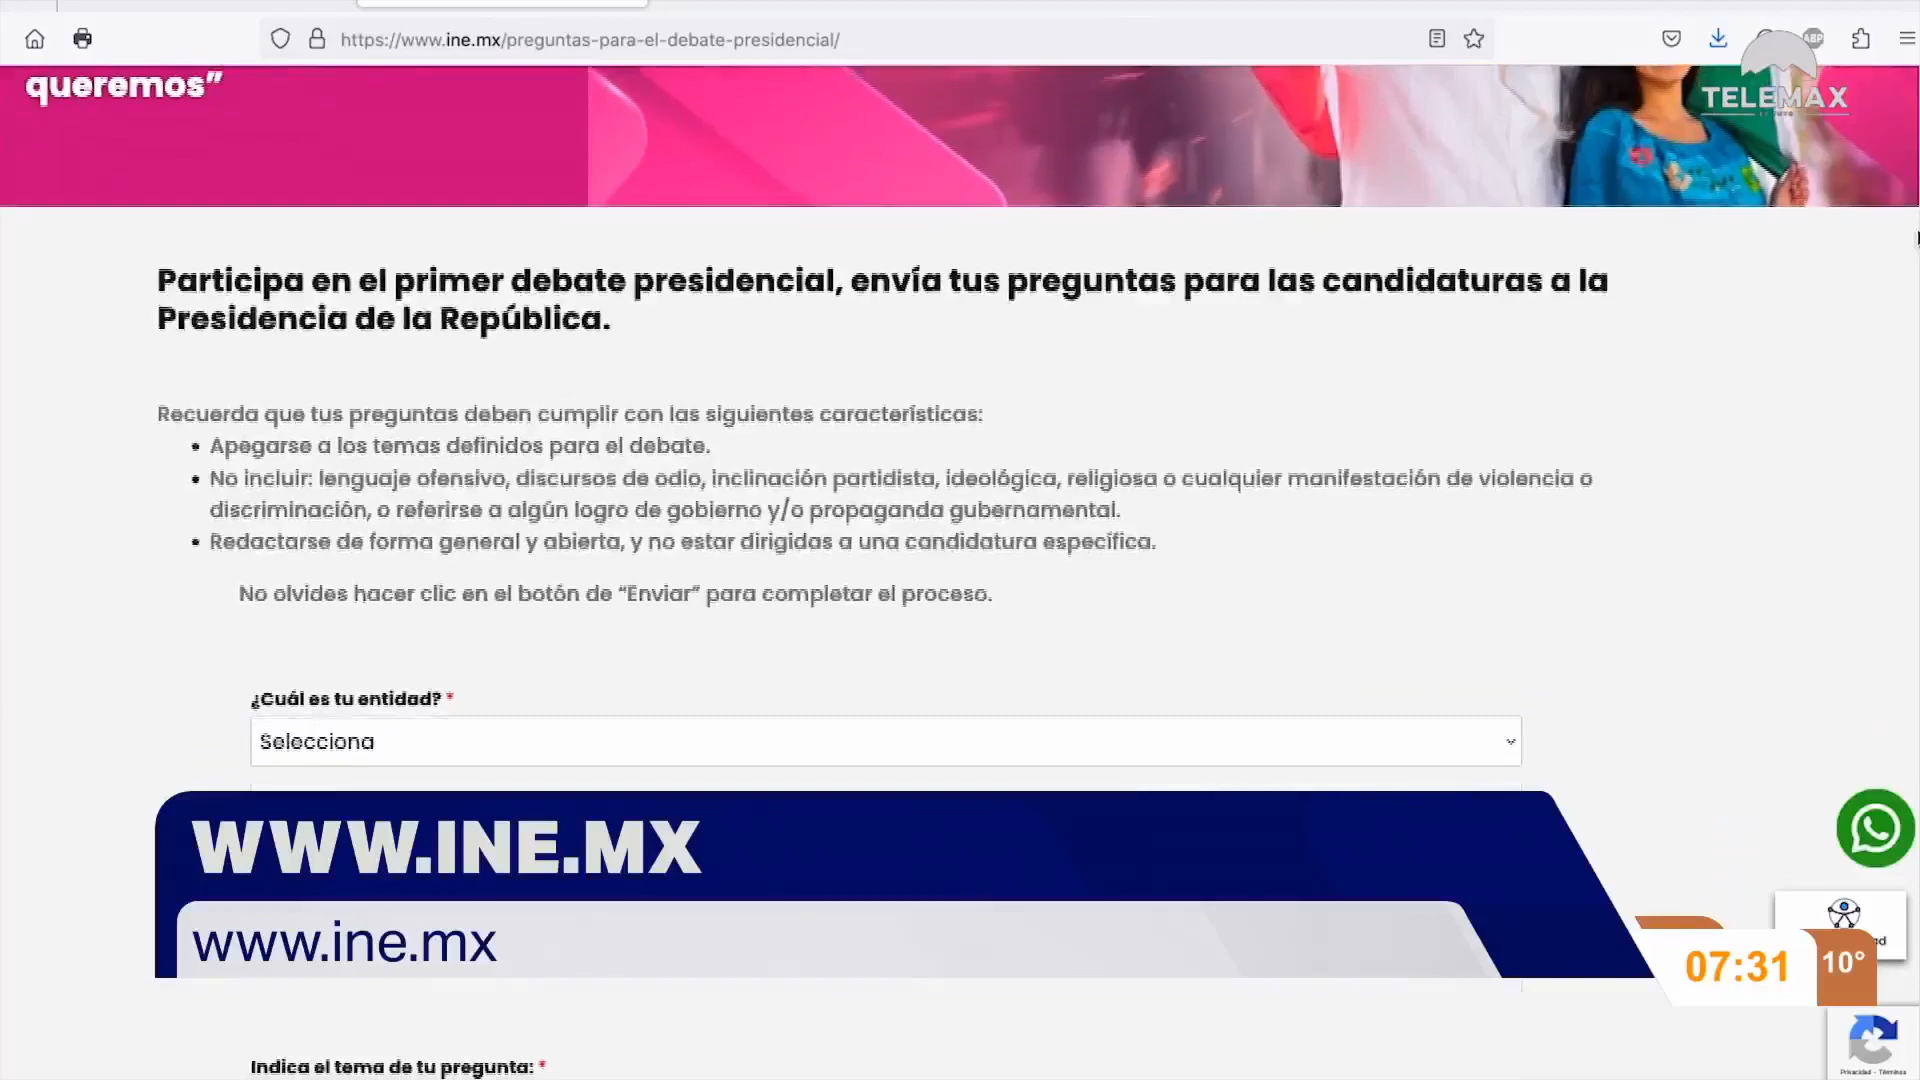 https://www.ine.mx/preguntas-para-el-debate-presidencial/
ABP
queremos”
TELEMAX
Participa en el primer debate presidencial, envía tus preguntas para las candidaturas a la
Presidencia de la República.
Recuerda que tus preguntas deben cumplir con las siguientes características:
• Apegarse a los temas definidos para el debate.
• No incluir: lenguaje ofensivo, discursos de odio, inclinación partidista, ideológica, religiosa o cualquier manifestación de violencia o
discriminación, o referirse a algún logro de gobierno y/o propaganda gubernamental.
• Redactarse de forma general y abierta, y no estar dirigidas a una candidatura específica.
No olvides hacer clic en el botón de “Enviar” para completar el proceso.
¿Cuál es tu entidad? *
Selecciona
WWW.INE.MX
www.ine.mx
07:31
10°
Indica el tema de tu pregunta: *
Privacidad - Términos